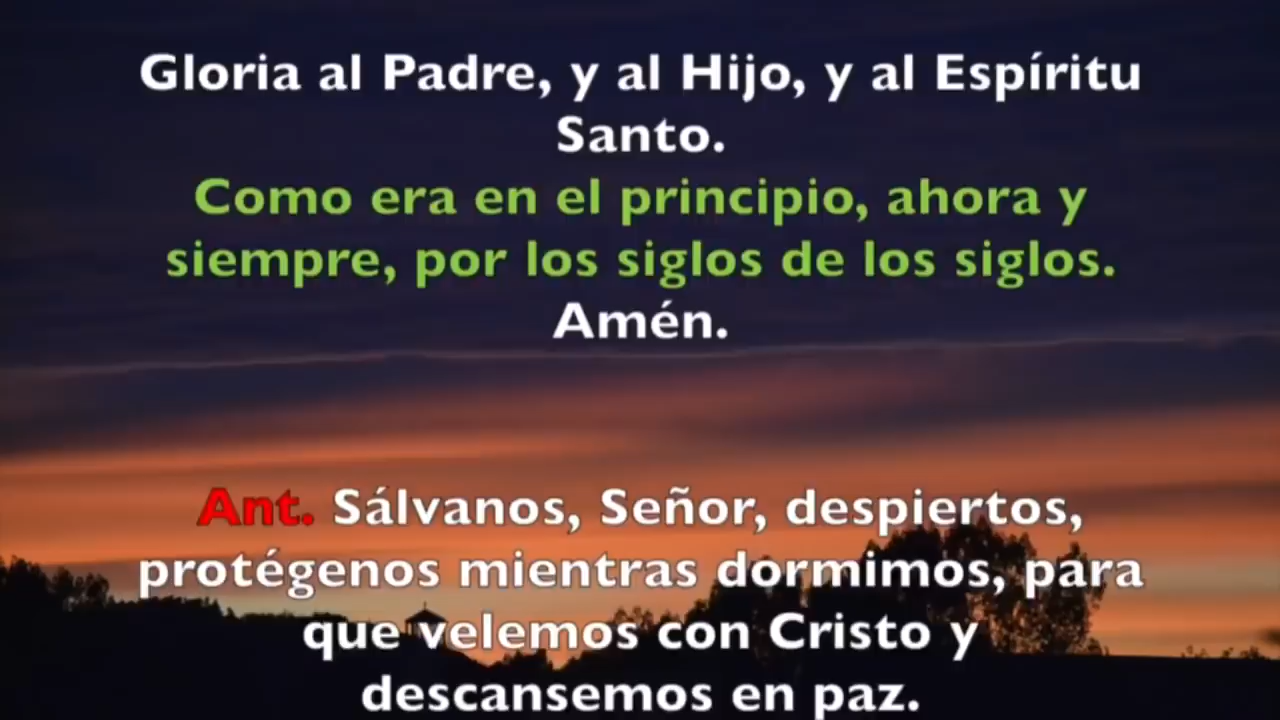 Gloria al Padre, y al Hijo, y al Espíritu
Santo.
Como era en el principio, ahora y
siempre, por los siglos de los siglos.
Amén.
Ant. Sálvanos, Señor, despiertos,
protégenos mientras dormimos, para
que velemos con Cristo y
descansemos en paz.